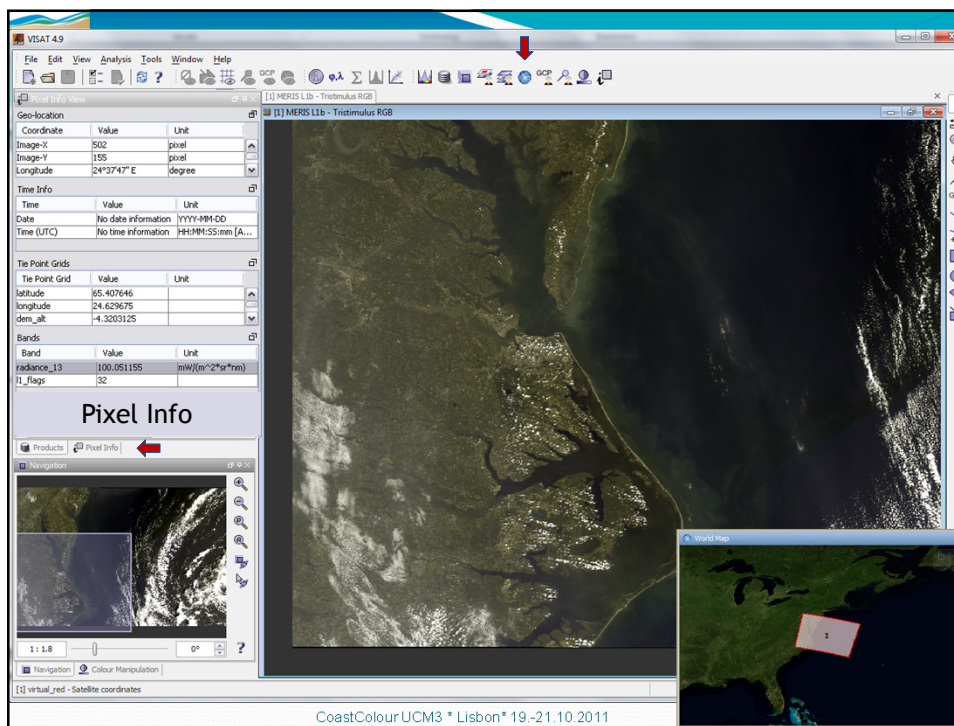 VISAT 4.9
File Edit View Analysis Tools Window Help
GCP φ,λ Σ GCP
Pixel Info View
[1] MERIS L1b - Tristimulus RGB
[1] MERIS L1b - Tristimulus RGB
Geo-location
Coordinate Value Unit
Image-X 502 pixel
Image-Y 155 pixel
Longitude 24°37'47" E degree
Time Info
Time Value Unit
Date No date information YYYY-MM-DD
Time (UTC) No time information HH:MM:SS:mm [A...
Tie Point Grids
Tie Point Grid Value Unit
latitude 65.407646
longitude 24.629675
dem_alt -4.3203125
Bands
Band Value Unit
radiance_13 100.051155 mW/(m^2*sr*nm)
l1_flags 32
Pixel Info
Products Pixel Info
Navigation
1 : 1.8 0° ?
Navigation Colour Manipulation
[1] virtual_red - Satellite coordinates
World Map
1
CoastColour UCM3 * Lisbon* 19.-21.10.2011